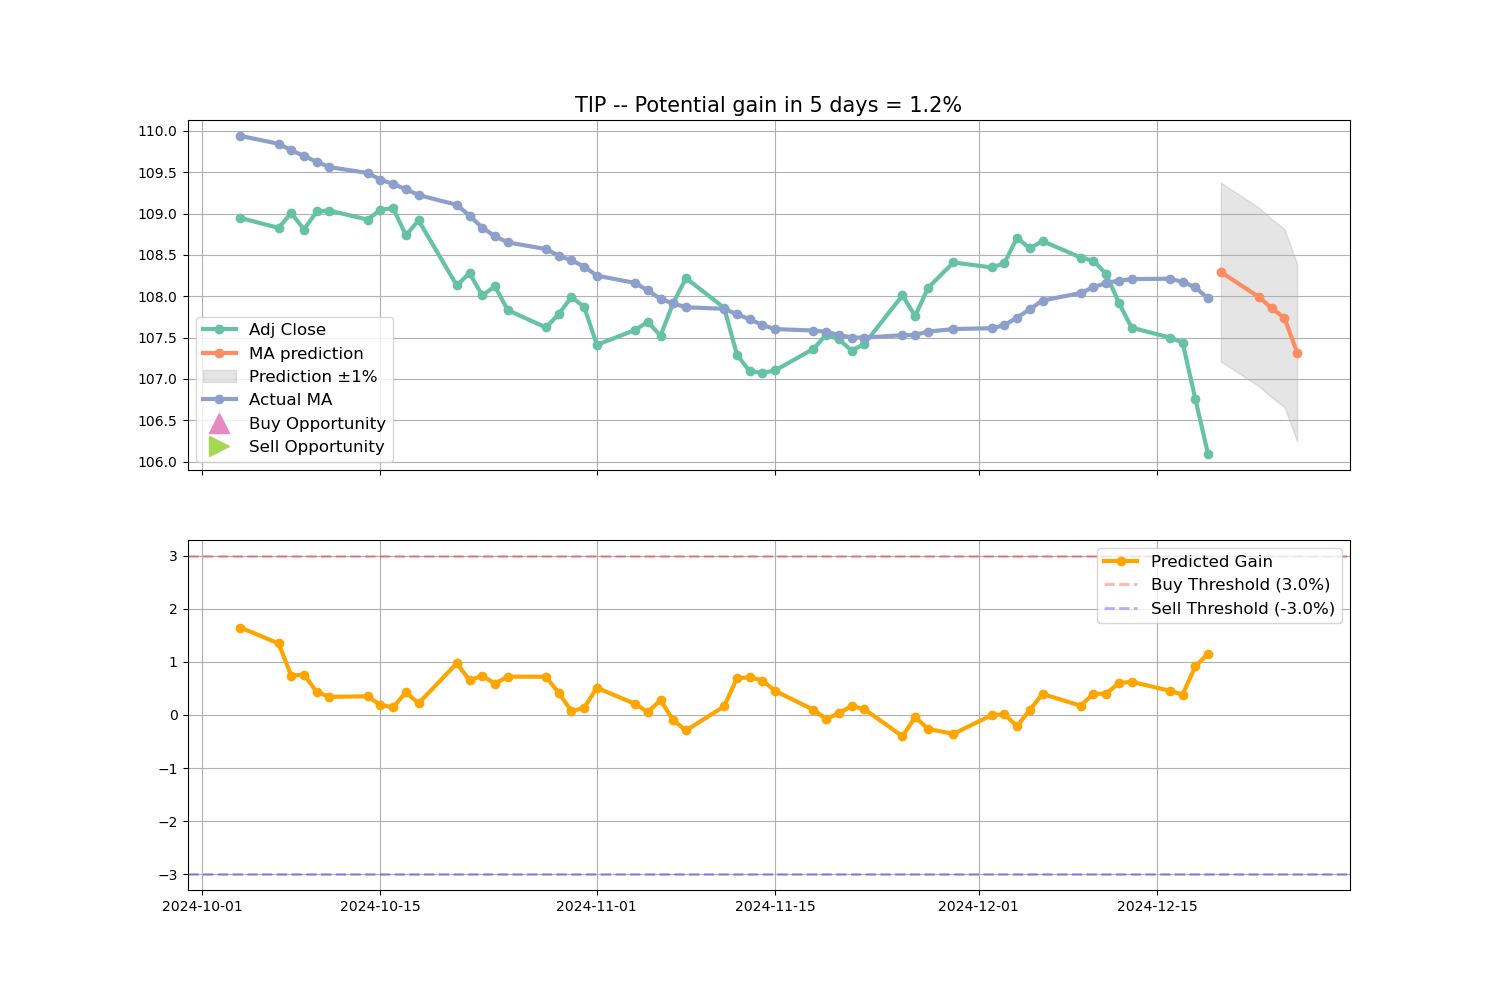 TIP -- Potential gain in 5 days = 1.2%
110.0
109.5
109.0
108.5
108.0
107.5
107.0
106.5
106.0
Adj Close
MA prediction
Prediction ±1%
Actual MA
Buy Opportunity
Sell Opportunity
3
2
1
0
−1
−2
−3
Predicted Gain
Buy Threshold (3.0%)
Sell Threshold (-3.0%)
2024-10-01
2024-10-15
2024-11-01
2024-11-15
2024-12-01
2024-12-15